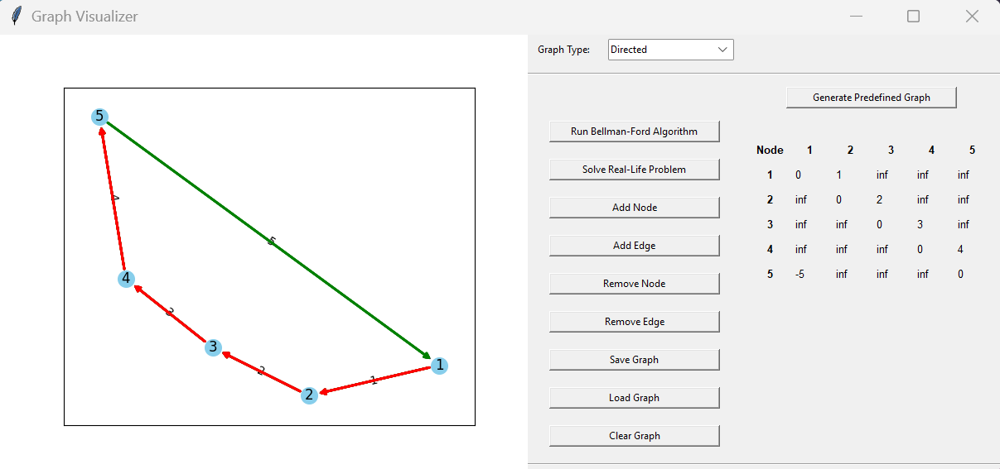 Graph Visualizer
Graph Type: Directed
Generate Predefined Graph
Run Bellman-Ford Algorithm
Solve Real-Life Problem
Add Node
Add Edge
Remove Node
Remove Edge
Save Graph
Load Graph
Clear Graph
Node 1 2 3 4 5
1 0 1 inf inf inf
2 inf 0 2 inf inf
3 inf inf 0 3 inf
4 inf inf inf 0 4
5 -5 inf inf inf 0
5
4
5
4
3
3
2
2
1
1